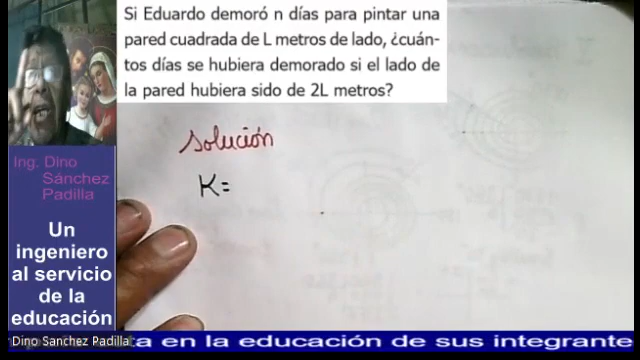 Si Eduardo demoró n días para pintar una
pared cuadrada de L metros de lado, ¿cuán-
tos días se hubiera demorado si el lado de
la pared hubiera sido de 2L metros?
Solución
K=
Ing. Dino
Sánchez
Padilla
Un
ingeniero
al servicio
de la
educación
Dino Sanchez Padilla
en la educación de sus integrante